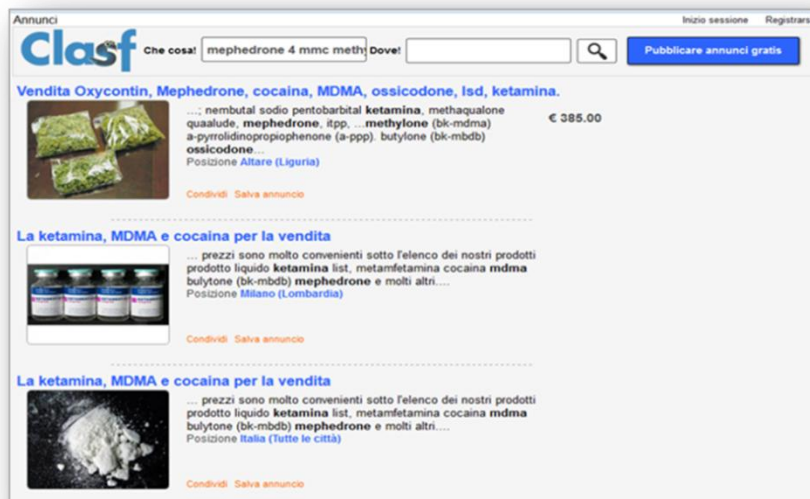 Annunci
Inizio sessione Registrars
Clasf Che cosa! mephedrone 4 mmc methy Dove! Pubblicare annunci gratis
Vendita Oxycontin, Mephedrone, cocaina, MDMA, ossicodone, lsd, ketamina.
...; nembutal sodio pentobarbital ketamina, methaqualone
€ 385.00
quaalude, mephedrone, itpp, ...methylone (bk-mdma)
a-pyrrolidinopropiophenone (a-ppp). butylone (bk-mbdb)
ossicodone...
Posizione Altare (Liguria)
Condividi Salva annuncio
La ketamina, MDMA e cocaina per la vendita
... prezzi sono molto convenienti sotto l'elenco dei nostri prodotti
prodotto liquido ketamina list, metamfetamina cocaina mdma
bulytone (bk-mbdb) mephedrone e molti altri....
Posizione Milano (Lombardia)
Condividi Salva annuncio
La ketamina, MDMA e cocaina per la vendita
... prezzi sono molto convenienti sotto l'elenco dei nostri prodotti
prodotto liquido ketamina list, metamfetamina cocaina mdma
bulytone (bk-mbdb) mephedrone e molti altri....
Posizione Italia (Tutte le città)
Condividi Salva annuncio